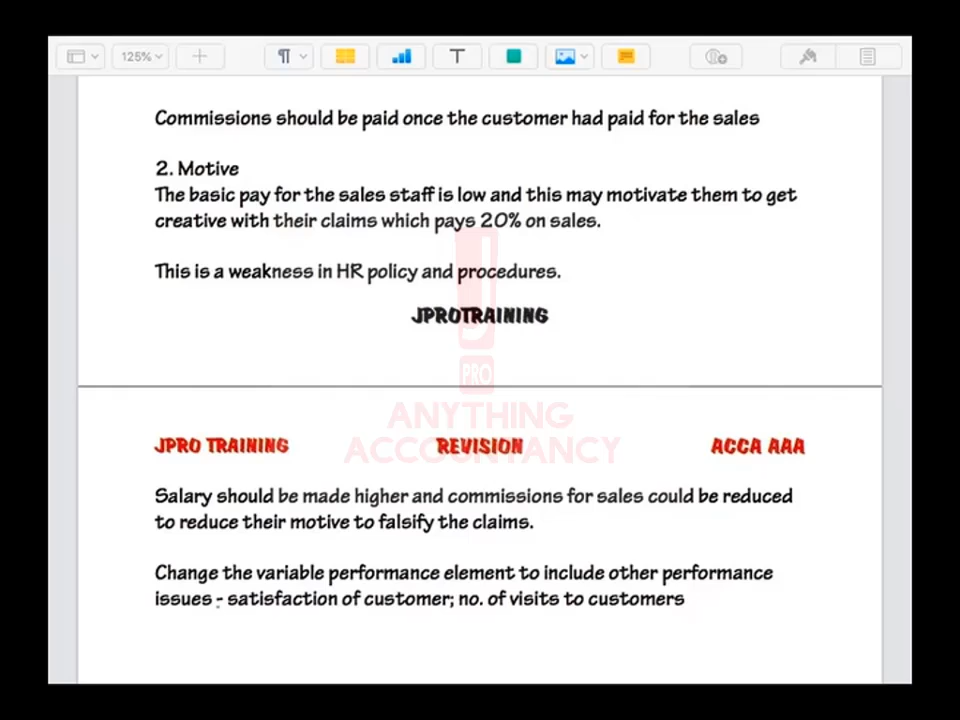 125%
Commissions should be paid once the customer had paid for the sales
2. Motive
The basic pay for the sales staff is low and this may motivate them to get
creative with their claims which pays 20% on sales.
This is a weakness in HR policy and procedures.
JPROTRAINING
PRO
ANYTHING
ACCOUNTANCY
JPRO TRAINING REVISION ACCA AAA
Salary should be made higher and commissions for sales could be reduced
to reduce their motive to falsify the claims.
Change the variable performance element to include other performance
issues - satisfaction of customer; no. of visits to customers